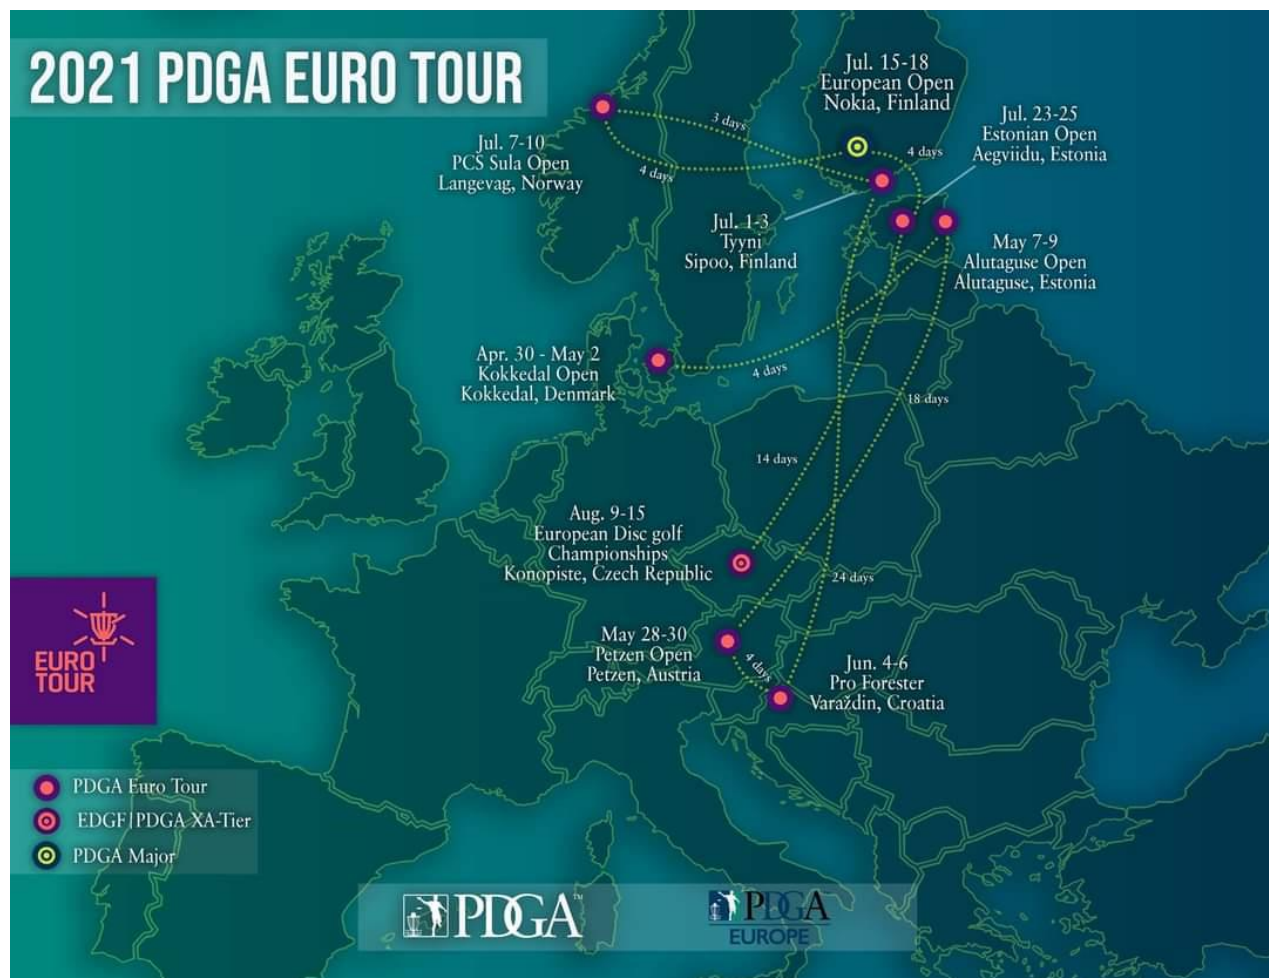 2021 PDGA EURO TOUR
Jul. 15-18
European Open
Nokia, Finland
Jul. 23-25
Estonian Open
Aegviidu, Estonia
3 days
4 days
Jul. 7-10
PCS Sula Open
Langevag, Norway
4 days
Jul. 1-3
Tyyni
Sipoo, Finland
May 7-9
Alutaguse Open
Alutaguse, Estonia
Apr. 30 - May 2
Kokkedal Open
Kokkedal, Denmark
4 days
18 days
14 days
Aug. 9-15
European Disc golf
Championships
Konopiste, Czech Republic
24 days
May 28-30
Petzen Open
Petzen, Austria
4 days
Jun. 4-6
Pro Forester
Varaždin, Croatia
EURO
TOUR
PDGA Euro Tour
EDGF|PDGA XA-Tier
PDGA Major
PDGA™
PDGA
EUROPE